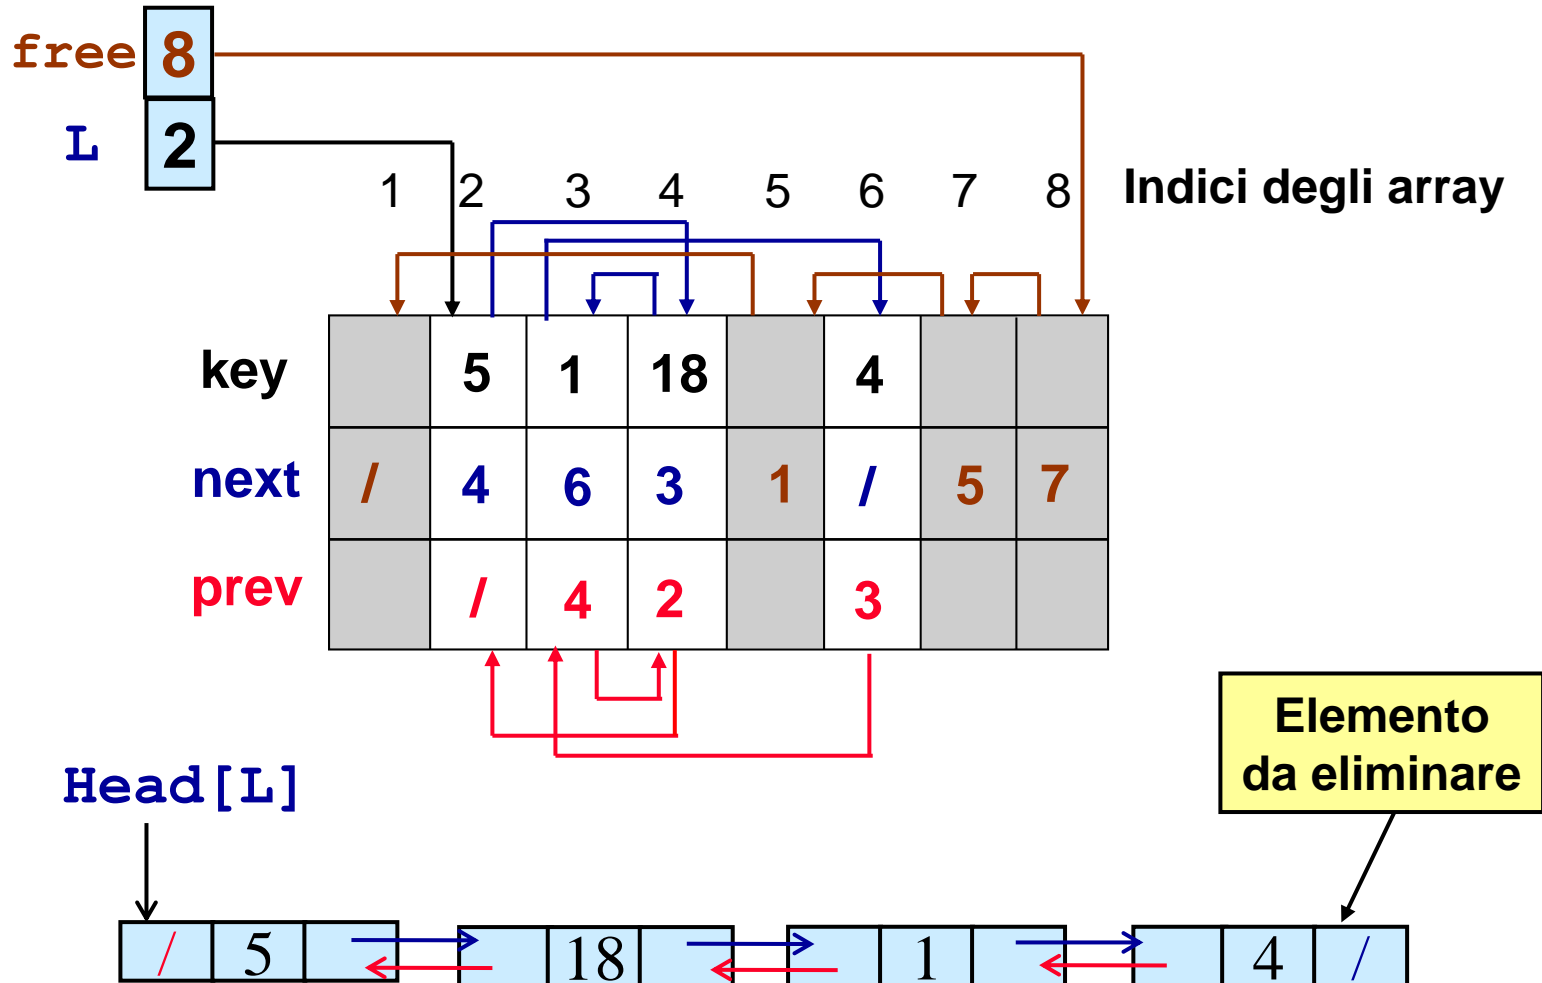 free 8
L 2
1 2 3 4 5 6 7 8 Indici degli array
key 5 1 18 4
next / 4 6 3 1 / 5 7
prev / 4 2 3
Elemento
da eliminare
Head[L]
/ 5 18 1 4 /